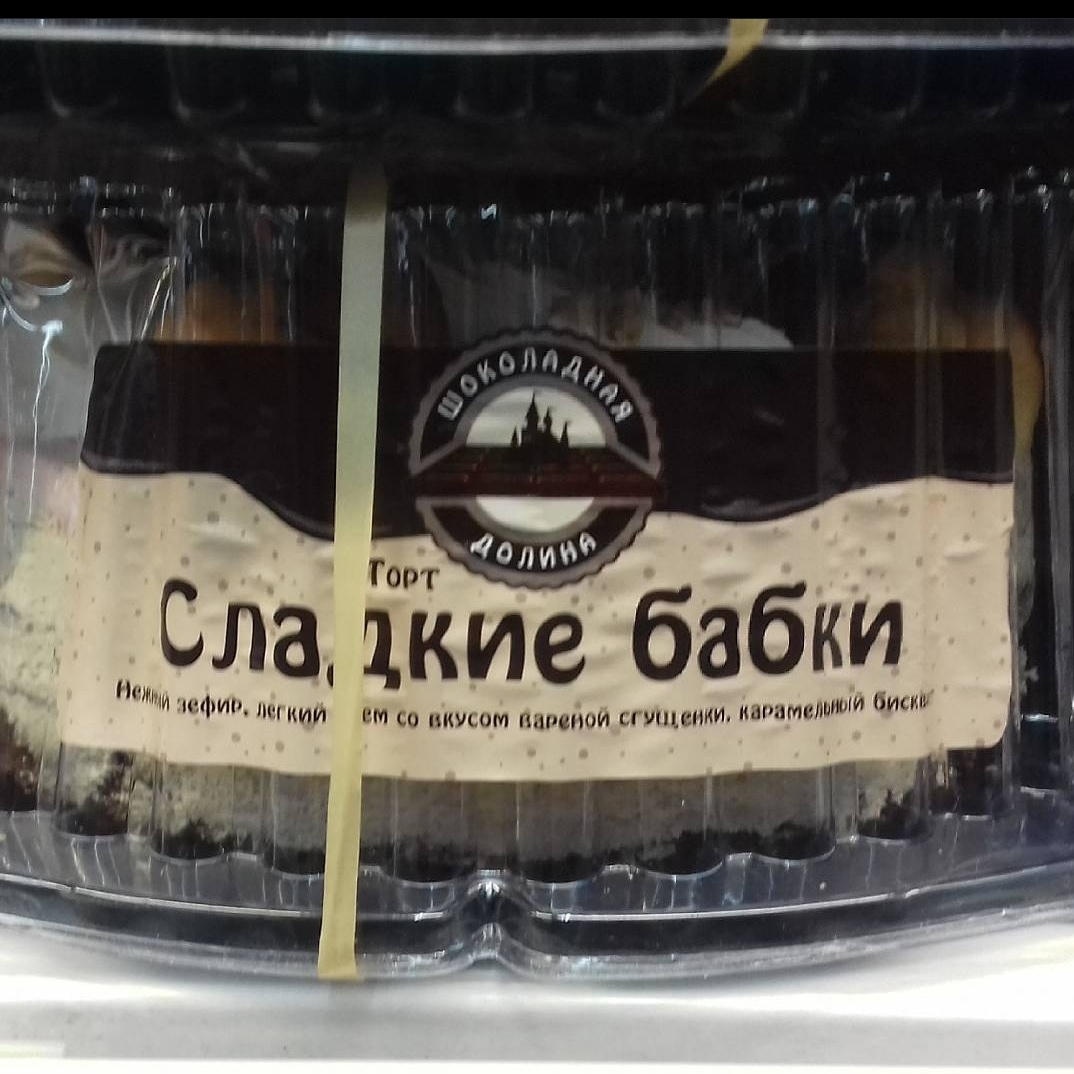 ШОКОЛАДНАЯ
ДОЛИНА
Торт
Сладкие бабки
Нежный зефир, легкий со вкусом вареной сгущенки, карамельный